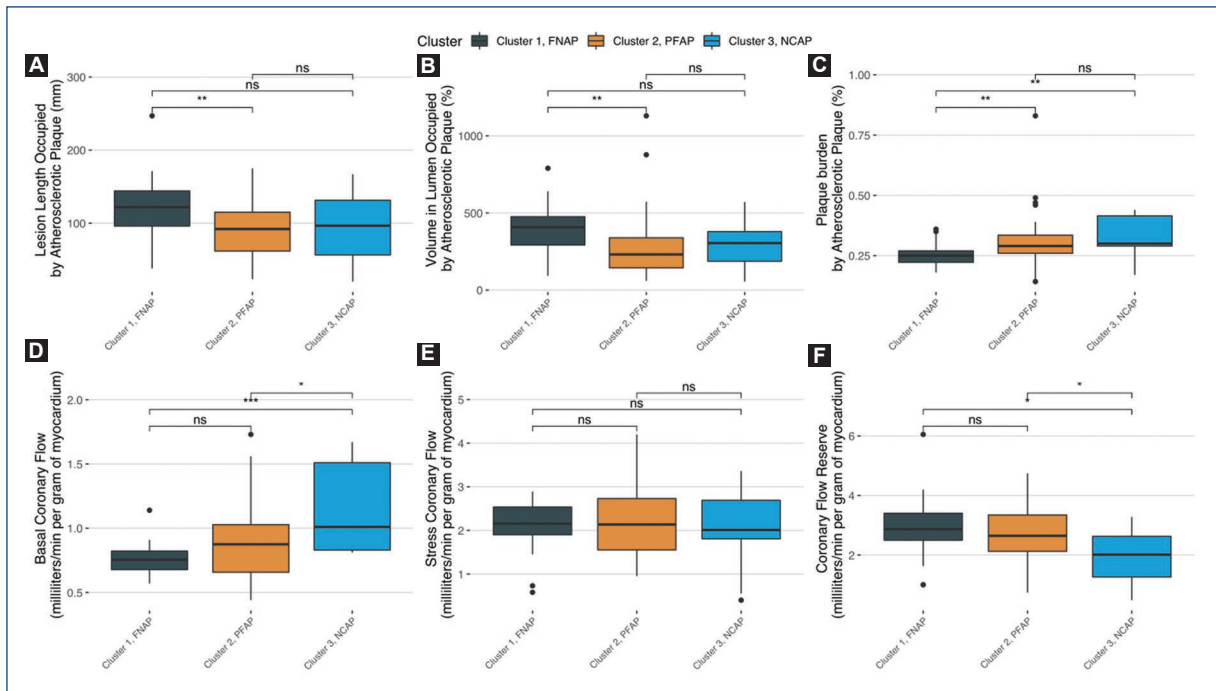 Cluster Cluster 1, FNAP Cluster 2, PFAP Cluster 3, NCAP
A
Lesion Length Occupied
by Atherosclerotic Plaque (mm)
300
200
100
ns
ns
**
Cluster 1, FNAP
Cluster 2, PFAP
Cluster 3, NCAP
B
Volume in Lumen Occupied
by Atherosclerotic Plaque (%)
1000
500
0
ns
ns
**
Cluster 1, FNAP
Cluster 2, PFAP
Cluster 3, NCAP
C
Plaque burden
by Atherosclerotic Plaque (%)
1.00
0.75
0.50
0.25
ns
**
**
Cluster 1, FNAP
Cluster 2, PFAP
Cluster 3, NCAP
D
Basal Coronary Flow
(milliliters/min per gram of myocardium)
2.0
1.5
1.0
0.5
*
***
ns
Cluster 1, FNAP
Cluster 2, PFAP
Cluster 3, NCAP
E
Stress Coronary Flow
(milliliters/min per gram of myocardium)
5
4
3
2
1
ns
ns
ns
Cluster 1, FNAP
Cluster 2, PFAP
Cluster 3, NCAP
F
Coronary Flow Reserve
(milliliters/min per gram of myocardium)
6
4
2
*
*
ns
Cluster 1, FNAP
Cluster 2, PFAP
Cluster 3, NCAP